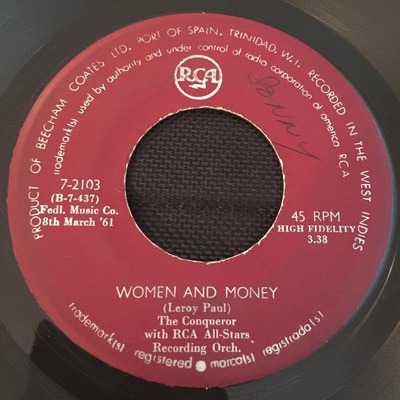 PRODUCT OF BEECHAM COATES LTD. PORT OF SPAIN, TRINIDAD, W.I. RECORDED IN THE WEST INDIES
trademark(s) used by authority and under control of radio corporation of america RCA
RCA
SONNY
7-2103
(B-7-437)
Fedl. Music Co.
8th March '61
45 RPM
HIGH FIDELITY
3.38
WOMEN AND MONEY
(Leroy Paul)
The Conqueror
with RCA All-Stars
Recording Orch.
trademark(s) registered • marca(s) registrada(s)